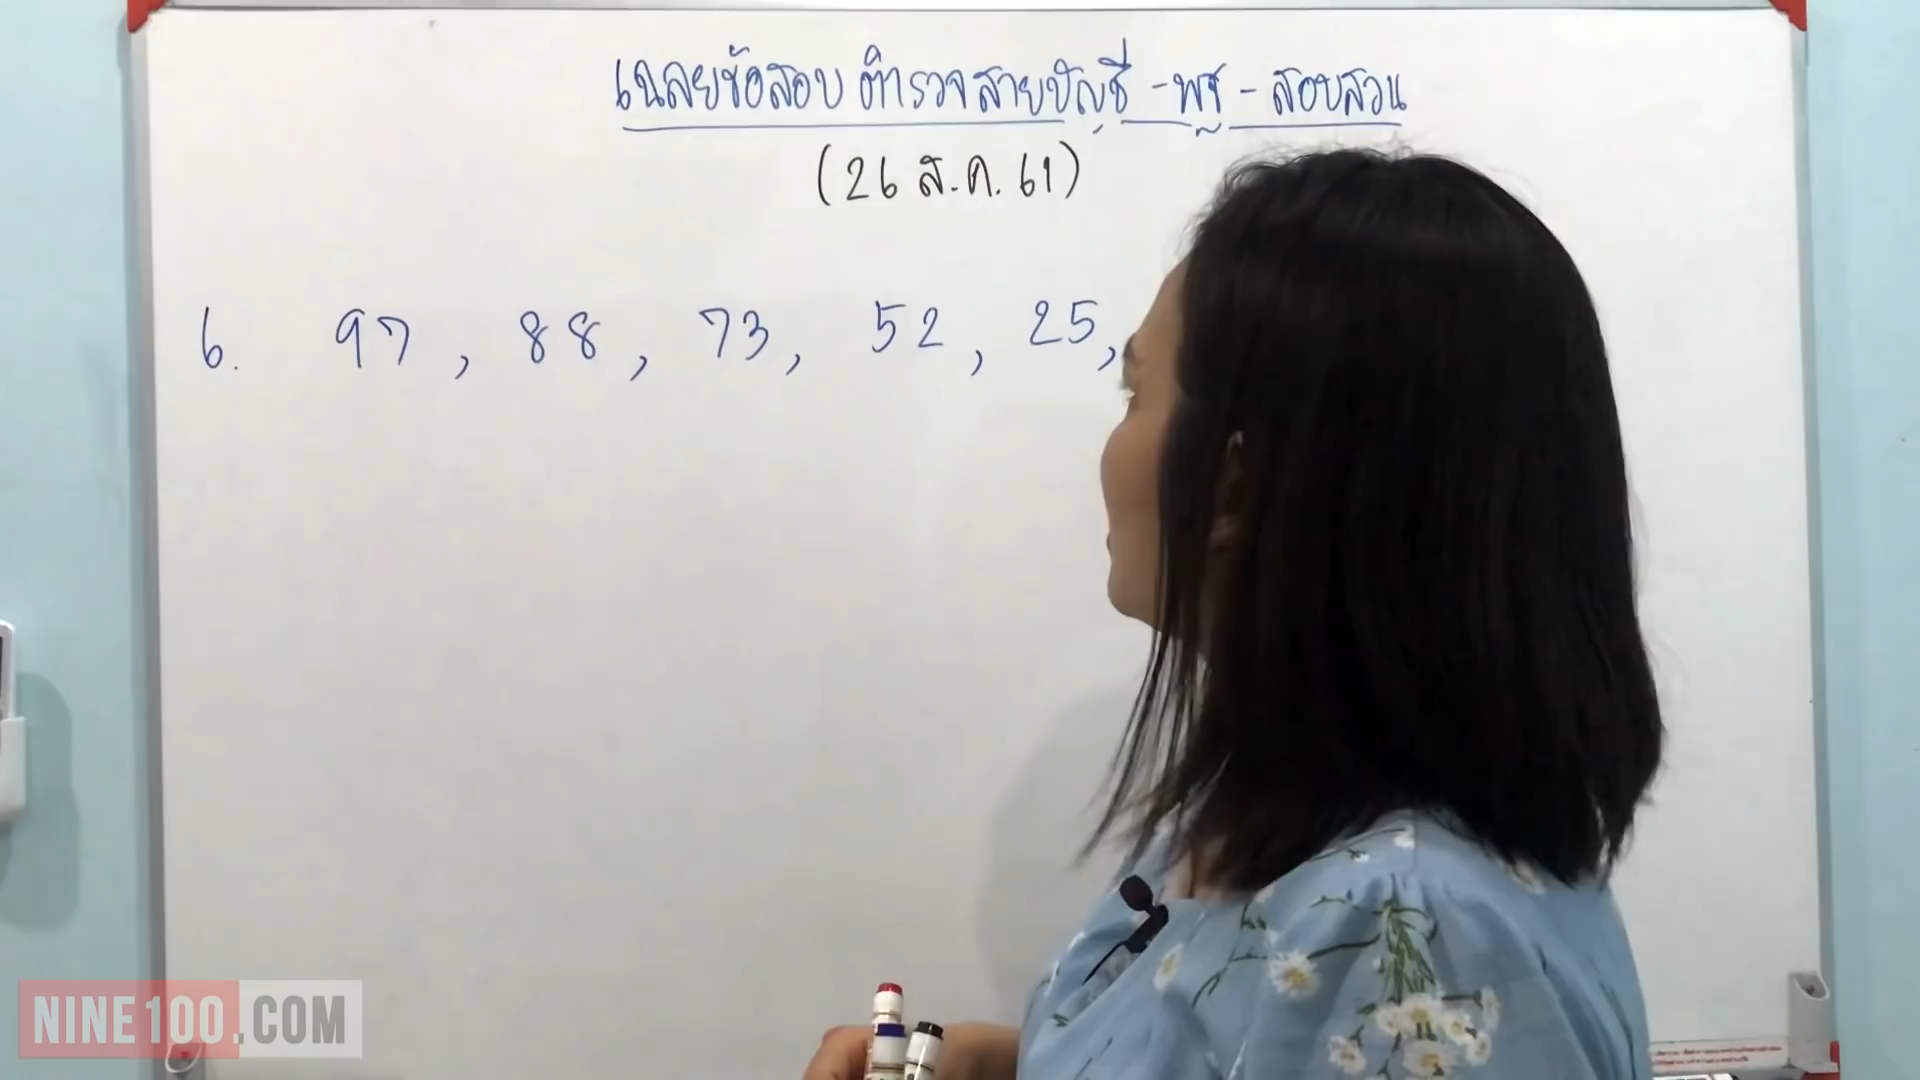 เฉลยข้อสอบ ตำรวจสายบัญชี - พฐ - สอบสวน
(26 ส.ค. 61)
6. 97 , 88 , 73 , 52 , 25 ,
NINE100.COM